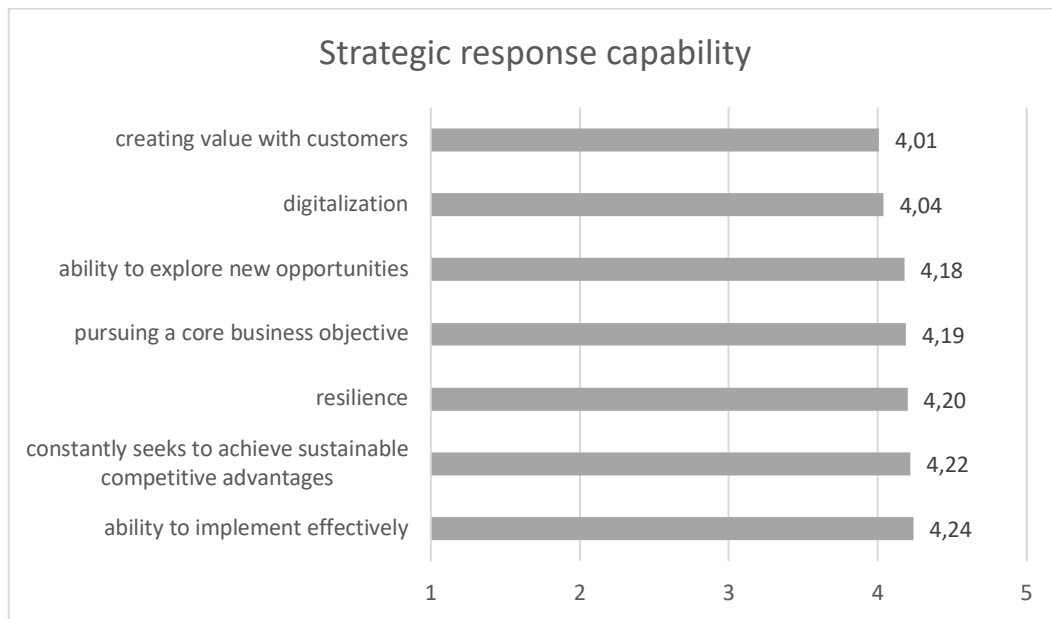 Strategic response capability
creating value with customers
4,01
digitalization
4,04
ability to explore new opportunities
4,18
pursuing a core business objective
4,19
resilience
4,20
constantly seeks to achieve sustainable
competitive advantages
4,22
ability to implement effectively
4,24
1 2 3 4 5